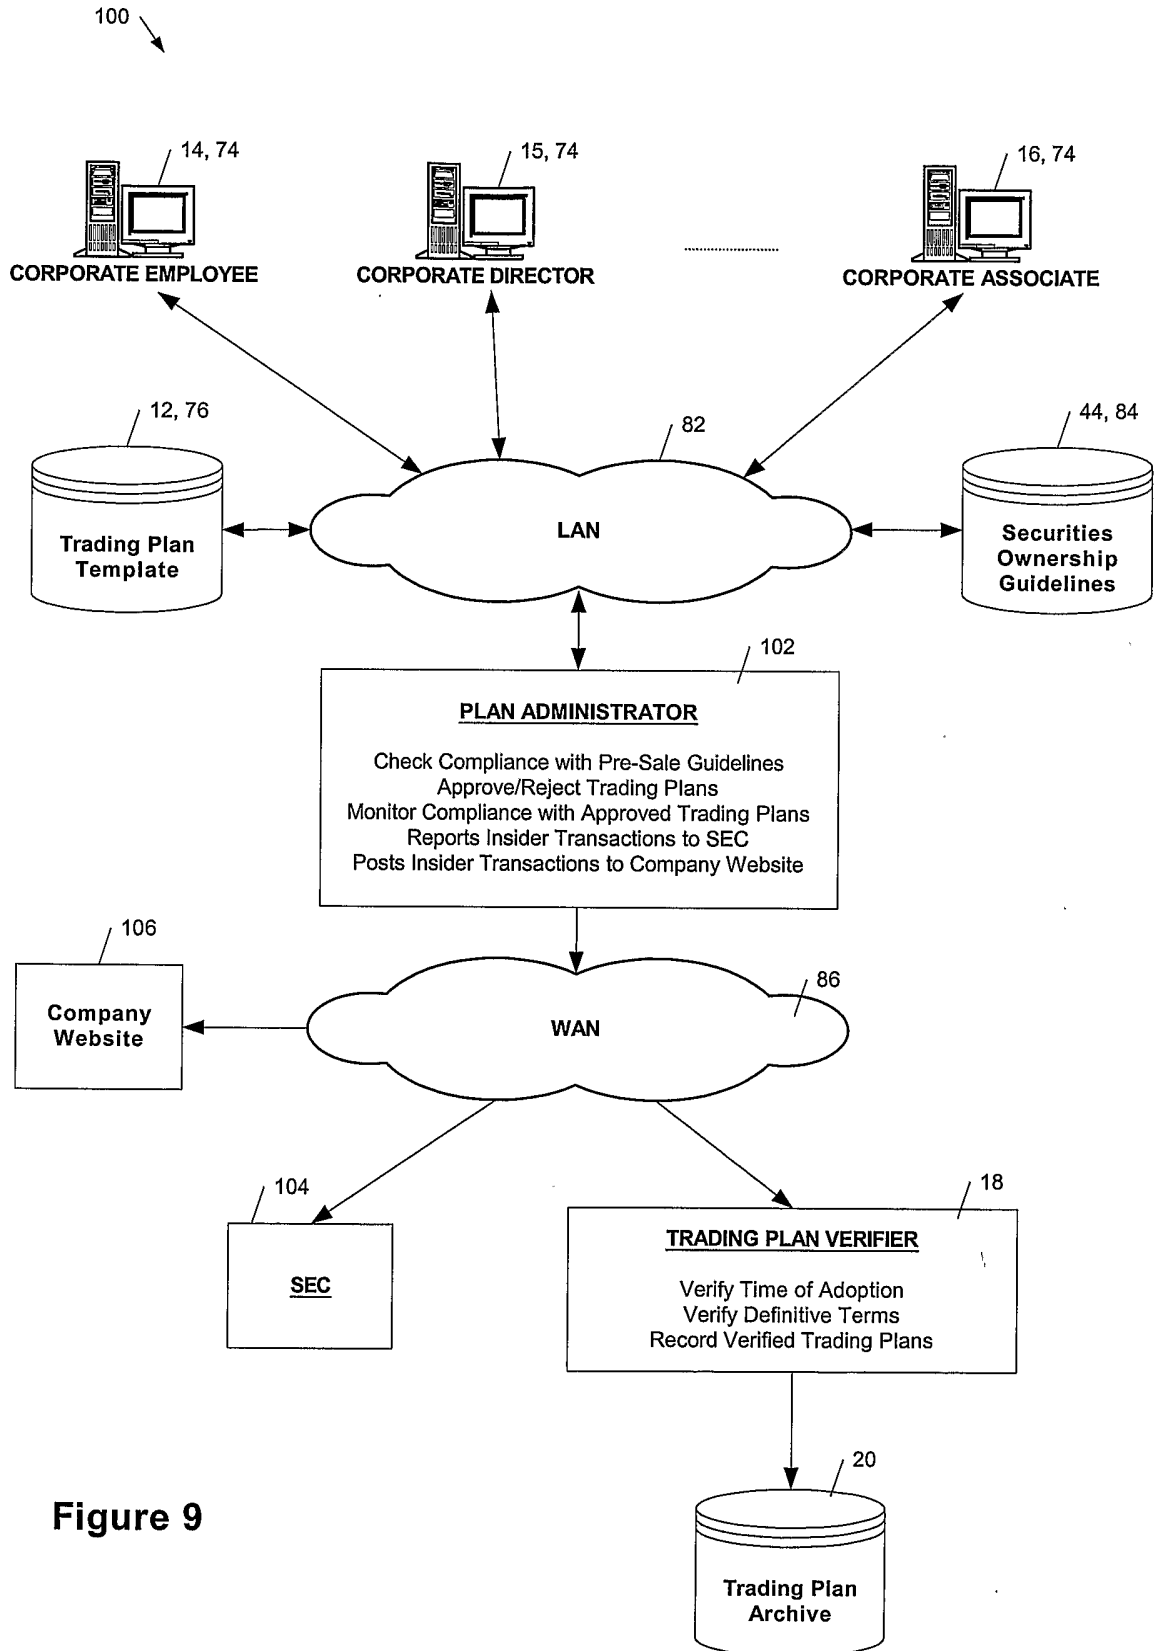 100
14, 74
15, 74
16, 74
CORPORATE EMPLOYEE
CORPORATE DIRECTOR
CORPORATE ASSOCIATE
12, 76
82
44, 84
Trading Plan
Template
LAN
Securities
Ownership
Guidelines
102
PLAN ADMINISTRATOR
Check Compliance with Pre-Sale Guidelines
Approve/Reject Trading Plans
Monitor Compliance with Approved Trading Plans
Reports Insider Transactions to SEC
Posts Insider Transactions to Company Website
106
Company
Website
86
WAN
104
SEC
18
TRADING PLAN VERIFIER
Verify Time of Adoption
Verify Definitive Terms
Record Verified Trading Plans
20
Trading Plan
Archive
Figure 9